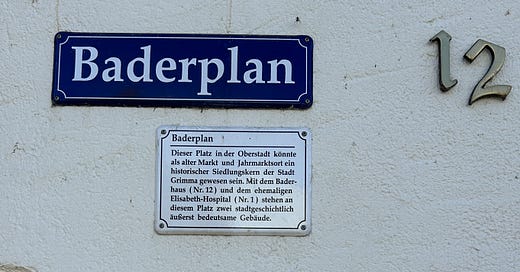 Baderplan
12
Baderplan
Dieser Platz in der Oberstadt könnte
als alter Markt und Jahrmarktsort ein
historischer Siedlungskern der Stadt
Grimma gewesen sein. Mit dem Bader-
haus (Nr. 12) und dem ehemaligen
Elisabeth-Hospital (Nr. 1) stehen an
diesem Platz zwei stadtgeschichtlich
äußerst bedeutsame Gebäude.